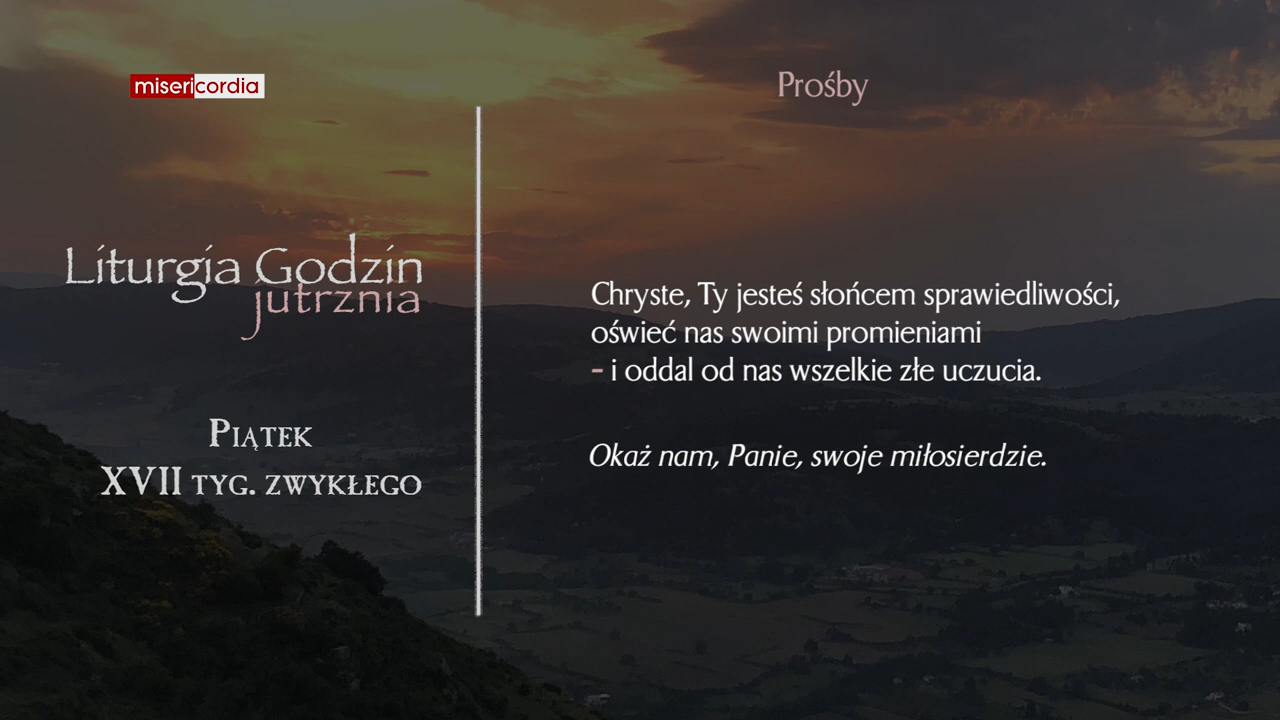 misericordia
Prośby
Liturgia Godzin
jutrznia
Piątek
XVII tyg. zwykłego
Chryste, Ty jesteś słońcem sprawiedliwości,
oświeć nas swoimi promieniami
- i oddal od nas wszelkie złe uczucia.
Okaż nam, Panie, swoje miłosierdzie.